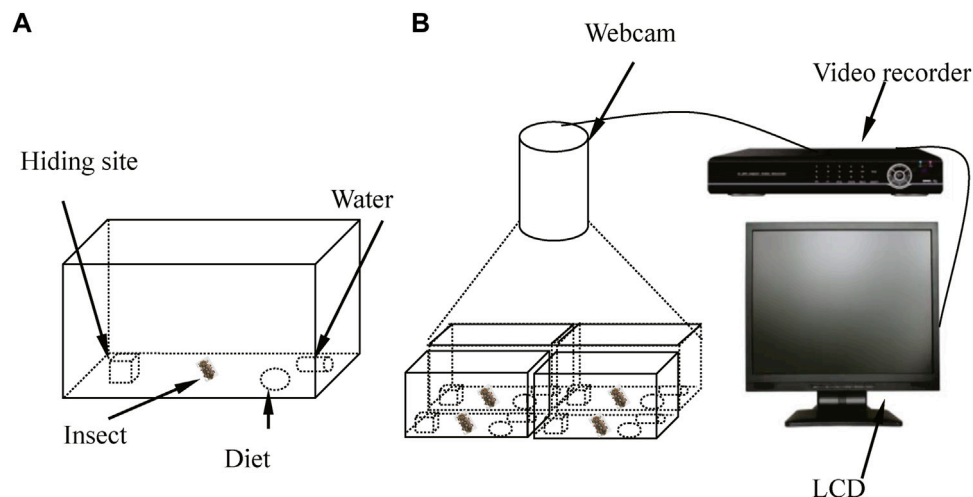 A
B
Webcam
Video recorder
Hiding site
Water
Insect
Diet
LCD